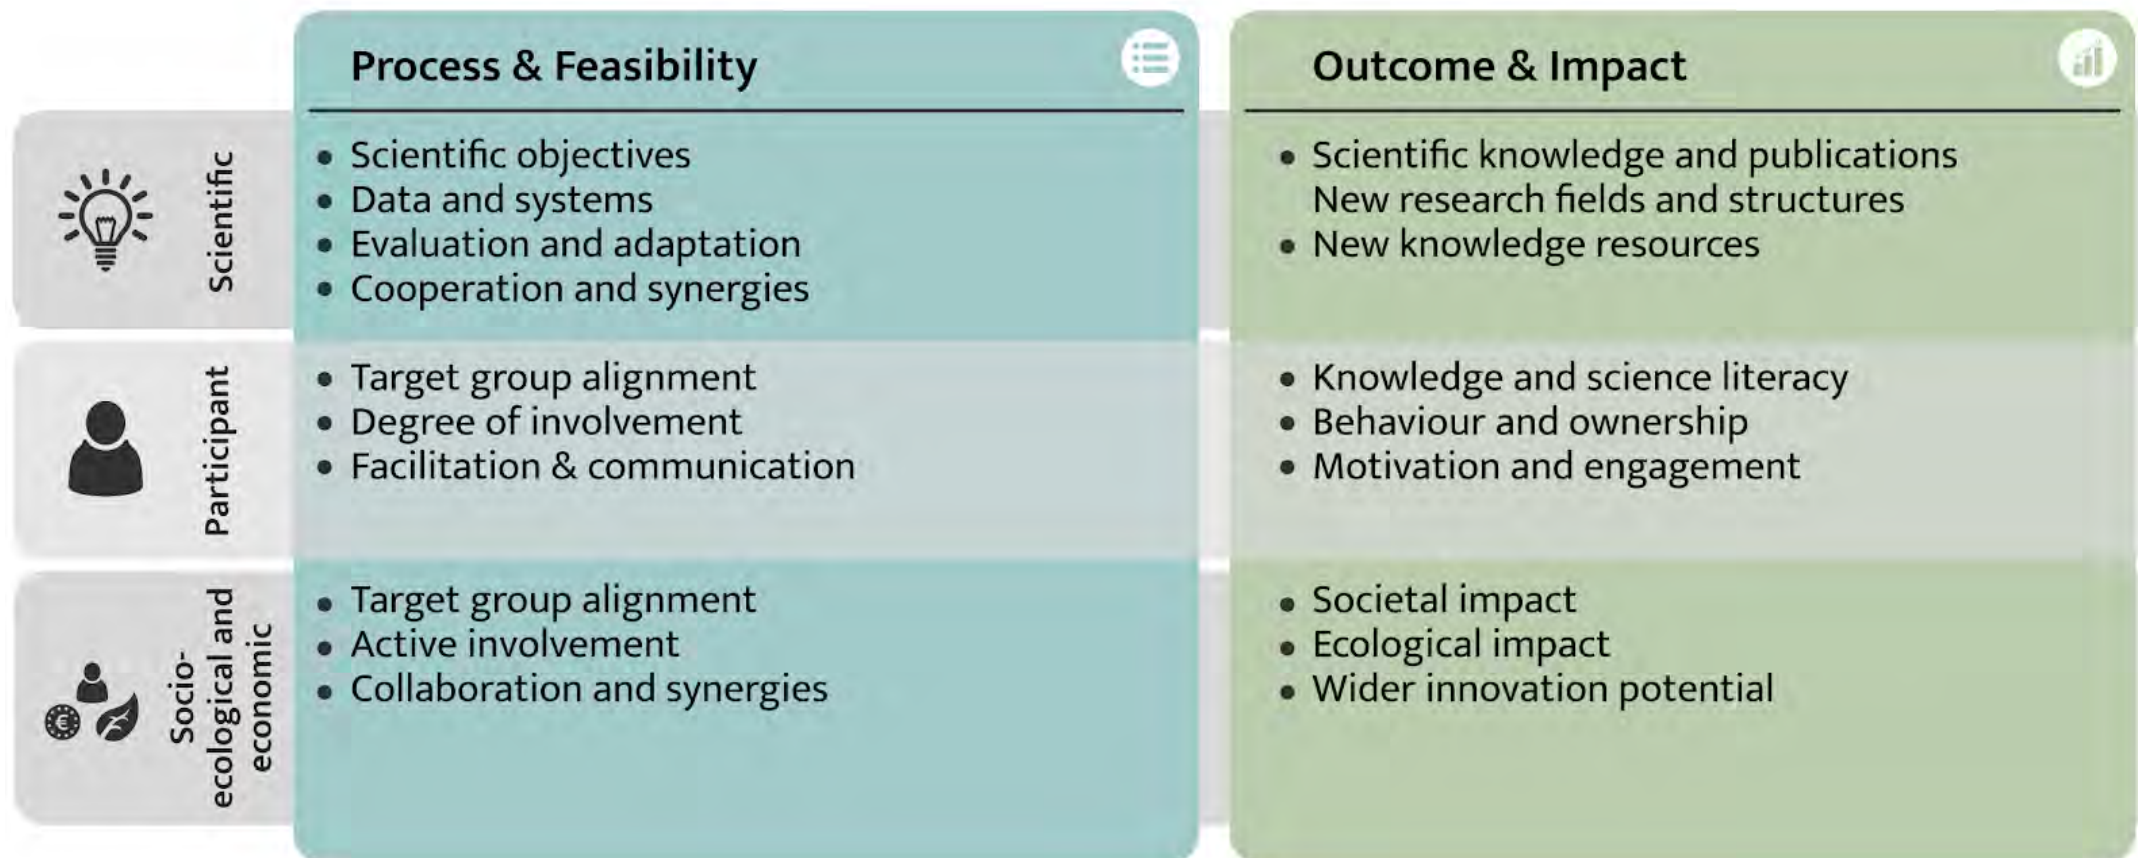 Process & Feasibility
Outcome & Impact
Scientific
• Scientific objectives
• Data and systems
• Evaluation and adaptation
• Cooperation and synergies
• Scientific knowledge and publications
New research fields and structures
• New knowledge resources
Participant
• Target group alignment
• Degree of involvement
• Facilitation & communication
• Knowledge and science literacy
• Behaviour and ownership
• Motivation and engagement
Socio-
ecological and
economic
€
• Target group alignment
• Active involvement
• Collaboration and synergies
• Societal impact
• Ecological impact
• Wider innovation potential